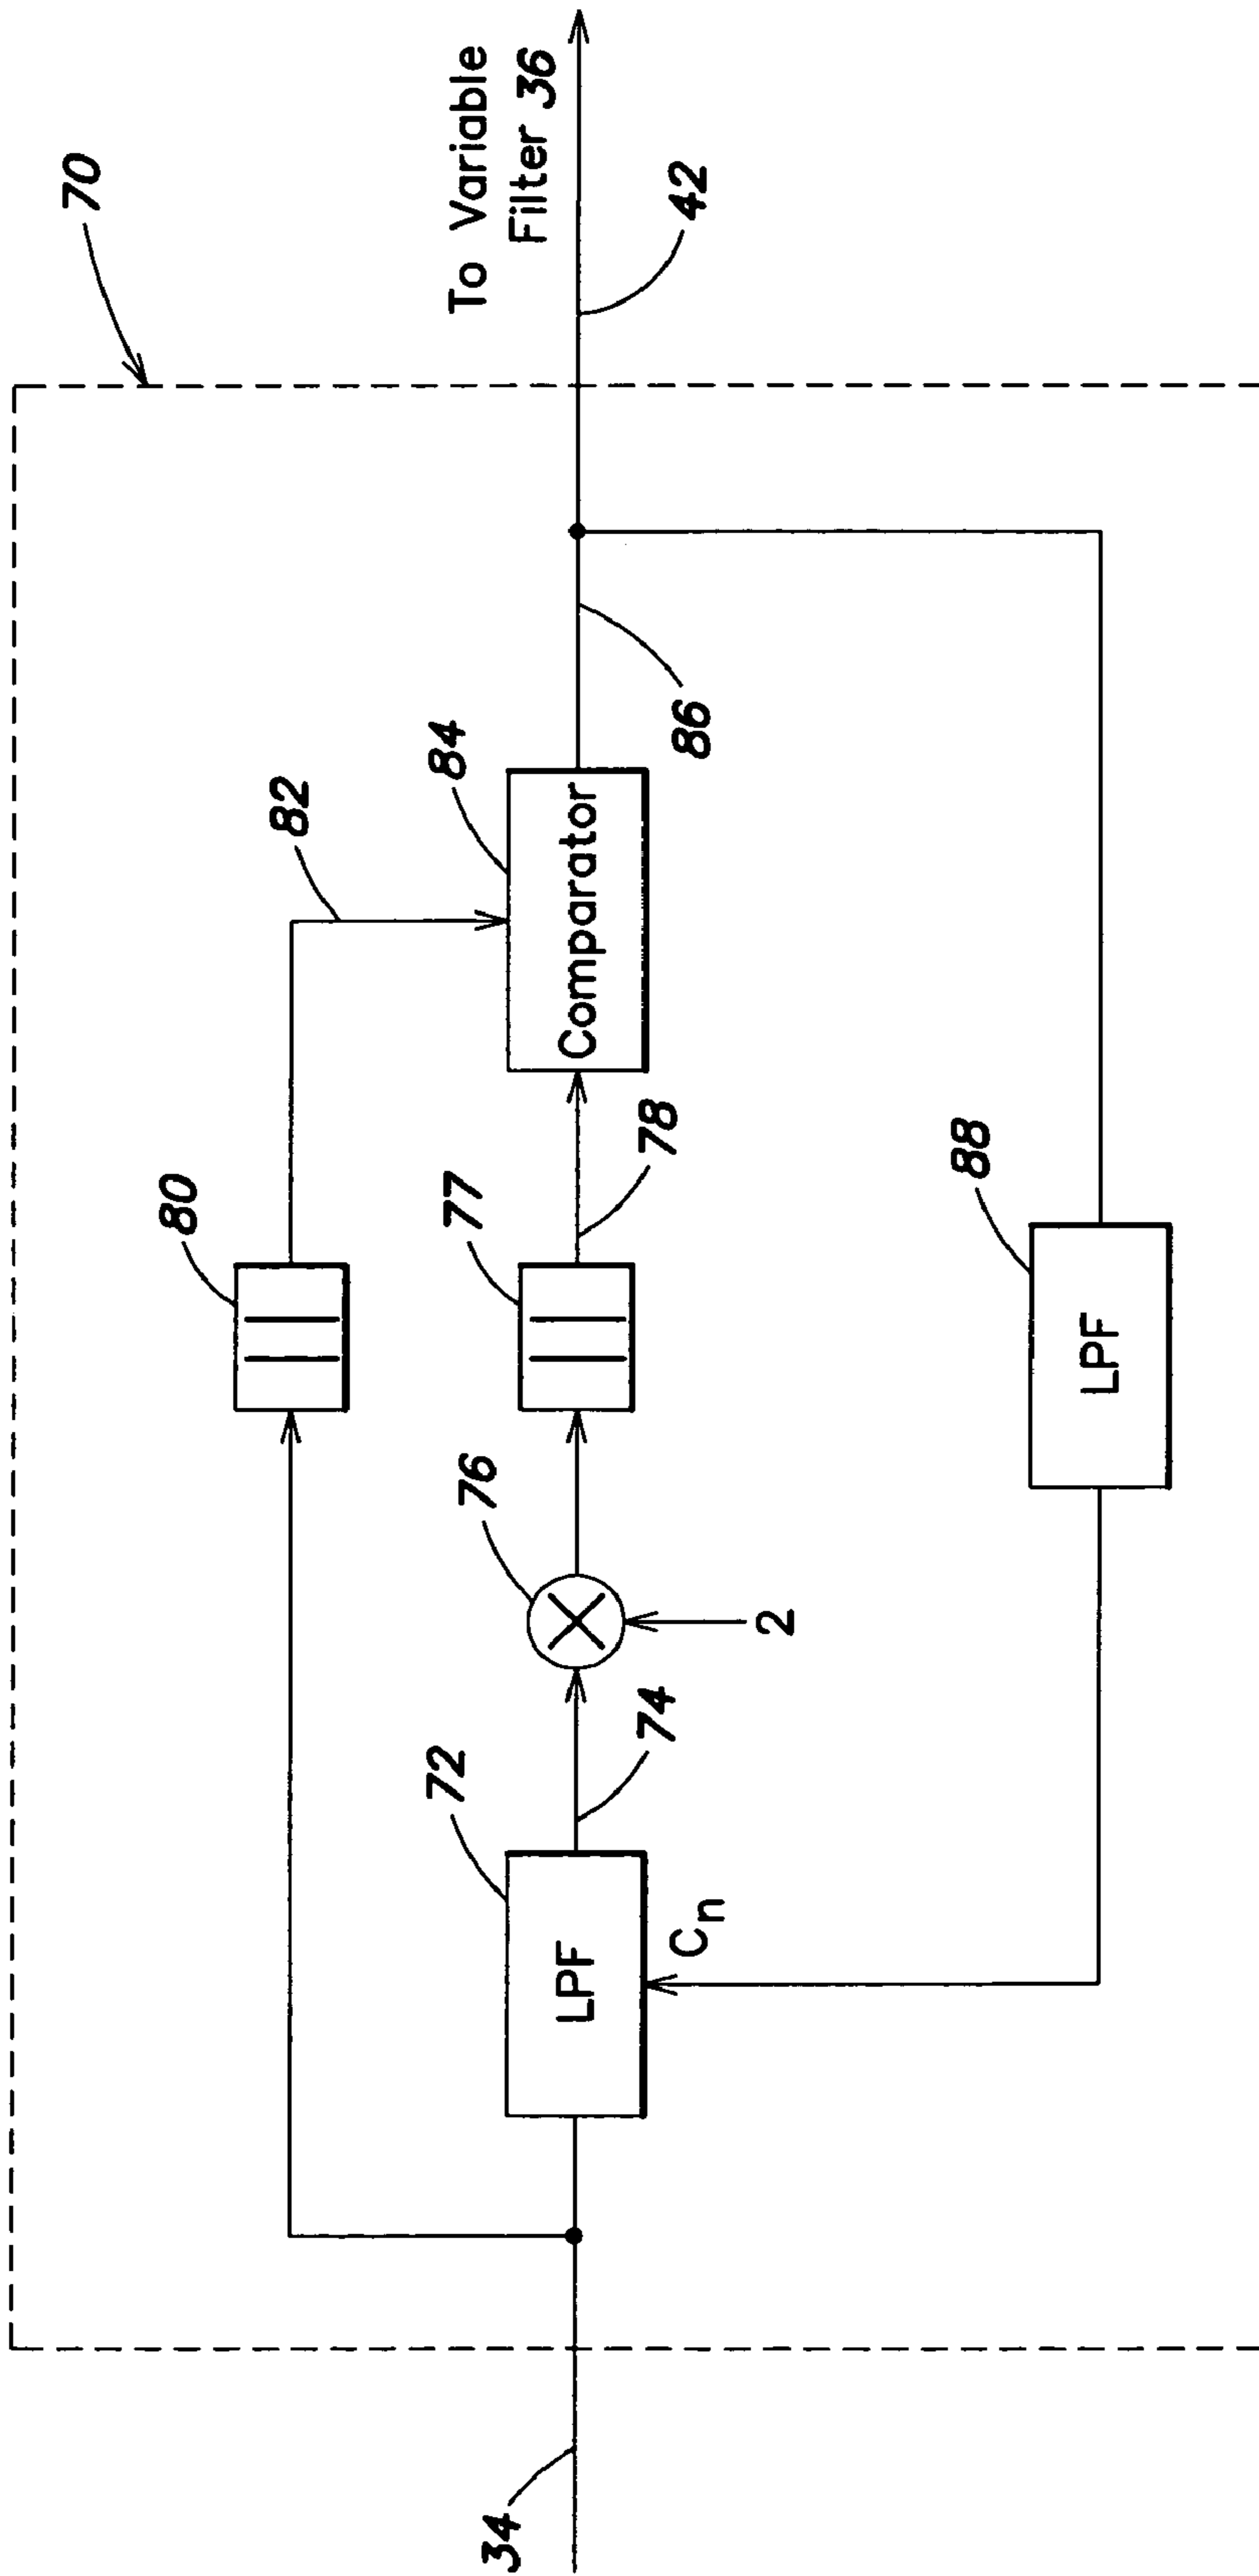 70
To Variable
Filter 36
42
82
84
Comparator
86
80
77
78
76
2
72
LPF
74
Cn
88
LPF
34